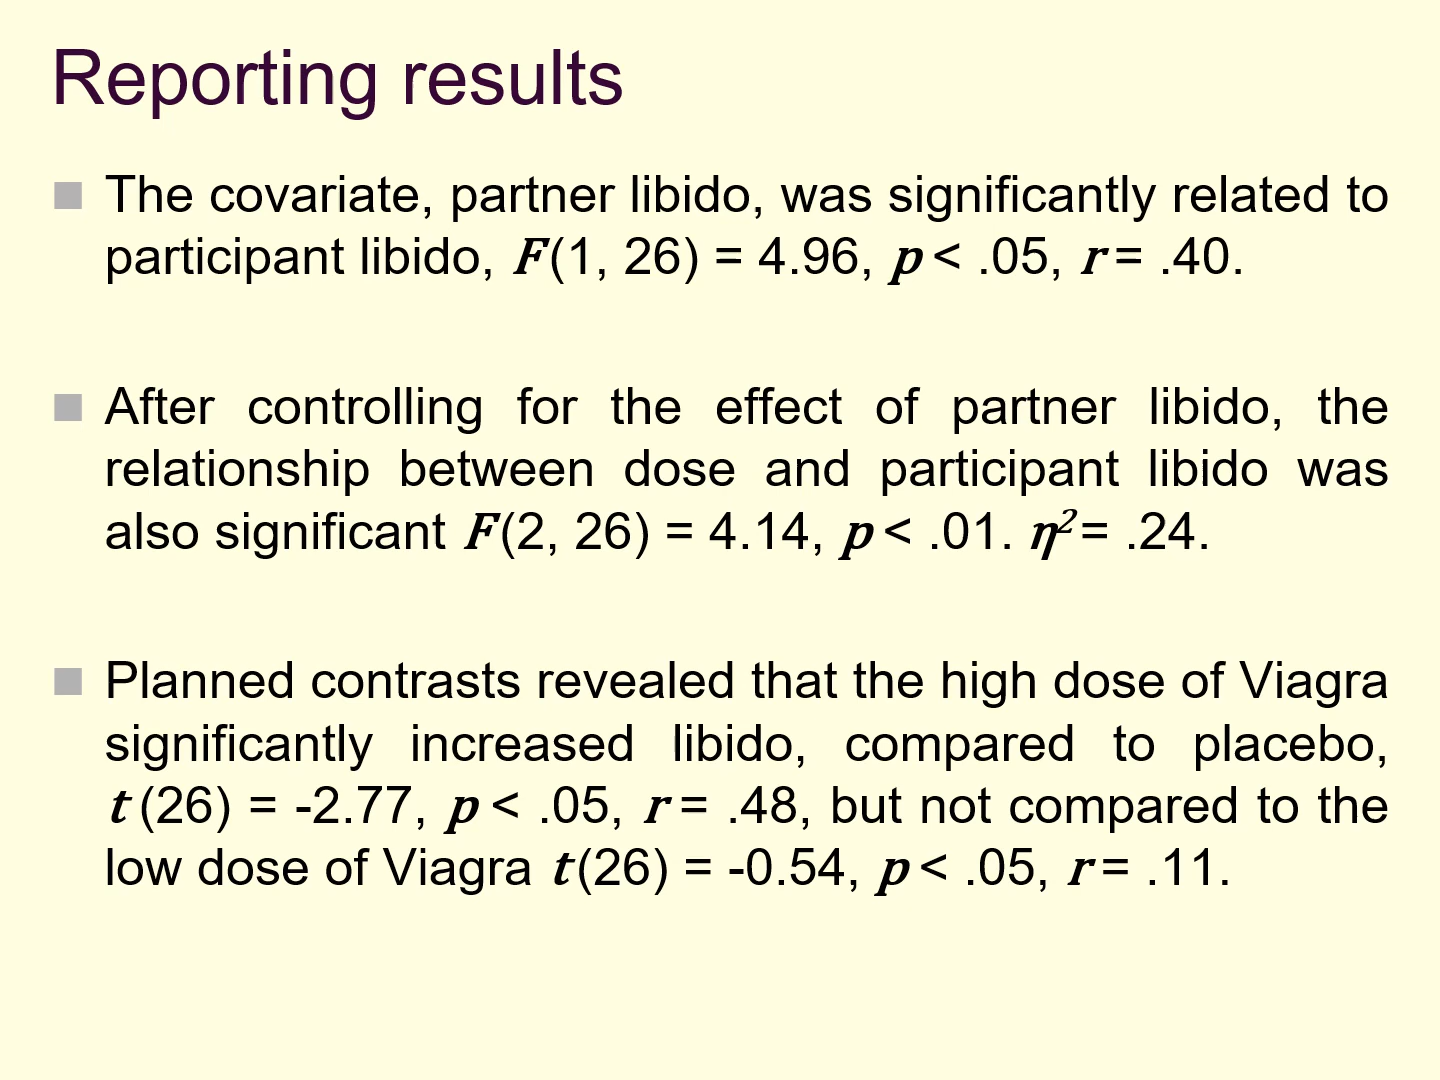 Reporting results
The covariate, partner libido, was significantly related to
participant libido, F(1, 26) = 4.96, p < .05, r = .40.
After controlling for the effect of partner libido, the
relationship between dose and participant libido was
also significant F(2, 26) = 4.14, p < .01. η² = .24.
Planned contrasts revealed that the high dose of Viagra
significantly increased libido, compared to placebo,
t (26) = -2.77, p < .05, r = .48, but not compared to the
low dose of Viagra t(26) = -0.54, p < .05, r = .11.